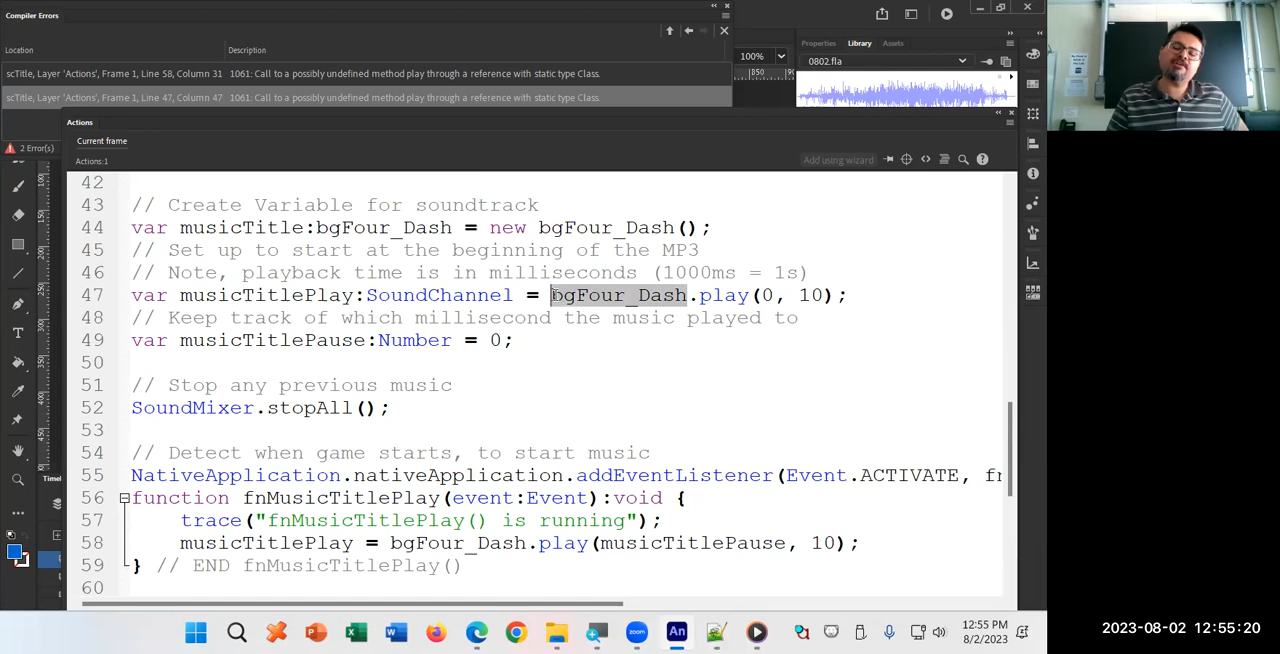 Compiler Errors
Location Description
scTitle, Layer 'Actions', Frame 1, Line 58, Column 31 1061: Call to a possibly undefined method play through a reference with static type Class.
scTitle, Layer 'Actions', Frame 1, Line 47, Column 47 1061: Call to a possibly undefined method play through a reference with static type Class.
2 Error(s)
100%
850
Properties Library Assets
0802.fla
Actions
Current frame
Actions:1
Add using wizard
42
43 // Create Variable for soundtrack
44 var musicTitle:bgFour_Dash = new bgFour_Dash();
45 // Set up to start at the beginning of the MP3
46 // Note, playback time is in milliseconds (1000ms = 1s)
47 var musicTitlePlay:SoundChannel = bgFour_Dash.play(0, 10);
48 // Keep track of which millisecond the music played to
49 var musicTitlePause:Number = 0;
50
51 // Stop any previous music
52 SoundMixer.stopAll();
53
54 // Detect when game starts, to start music
55 NativeApplication.nativeApplication.addEventListener(Event.ACTIVATE, fn
56 function fnMusicTitlePlay(event:Event):void {
57 trace("fnMusicTitlePlay() is running");
58 musicTitlePlay = bgFour_Dash.play(musicTitlePause, 10);
59 } // END fnMusicTitlePlay()
60
Timel
zoom
An
12:55 PM
8/2/2023
2023-08-02 12:55:20